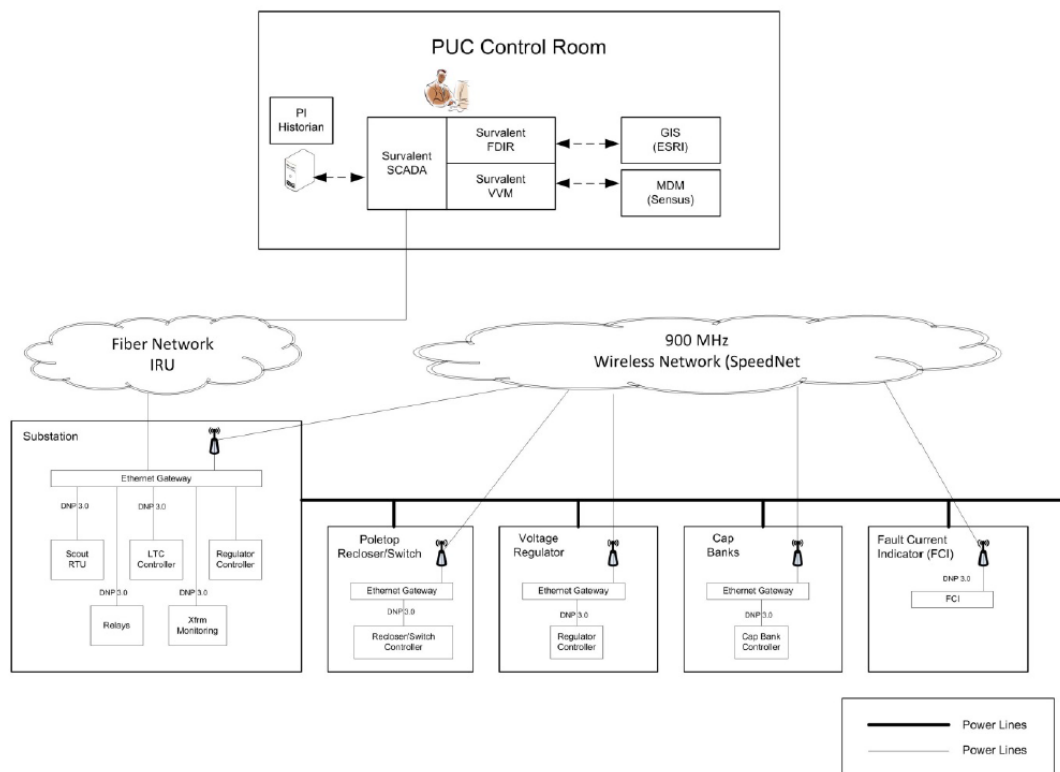 PUC Control Room
PI
Historian
Survalent
SCADA
Survalent
FDIR
Survalent
VVM
GIS
(ESRI)
MDM
(Sensus)
Fiber Network
IRU
900 MHz
Wireless Network (SpeedNet
Substation
Ethernet Gateway
DNP 3.0
DNP 3.0
Scout
RTU
LTC
Controller
Regulator
Controller
DNP 3.0
DNP 3.0
Relsys
Xfrm
Monitoring
Poletop
Recloser/Switch
Ethernet Gateway
DNP 3.0
Recloser/Switch
Controller
Voltage
Regulator
Ethernet Gateway
DNP 3.0
Regulator
Controller
Cap
Banks
Ethernet Gateway
DNP 3.0
Cap Bank
Controller
Fault Current
Indicator (FCI)
DNP 3.0
FCI
Power Lines
Power Lines